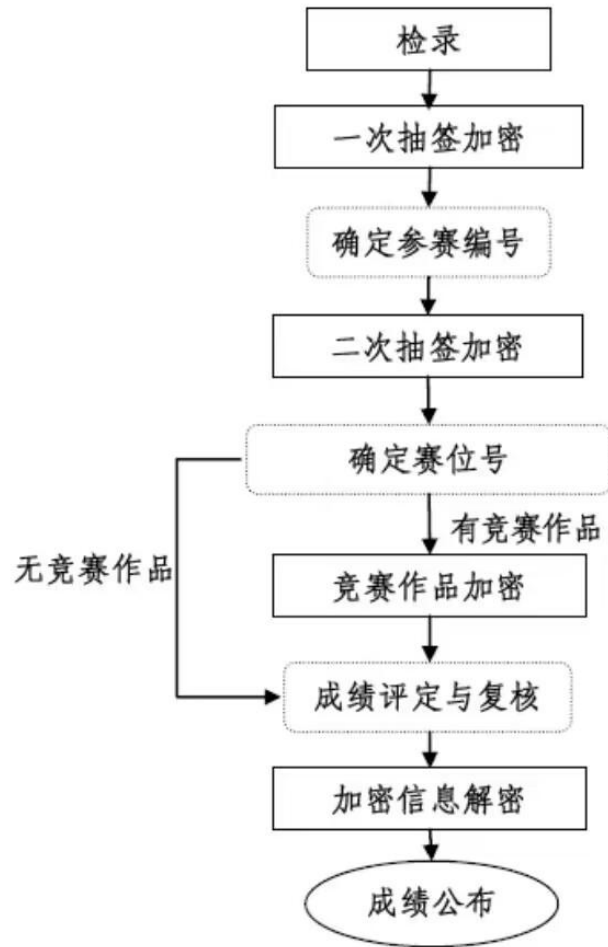 检录
一次抽签加密
确定参赛编号
二次抽签加密
确定赛位号
有竞赛作品
无竞赛作品
竞赛作品加密
成绩评定与复核
加密信息解密
成绩公布